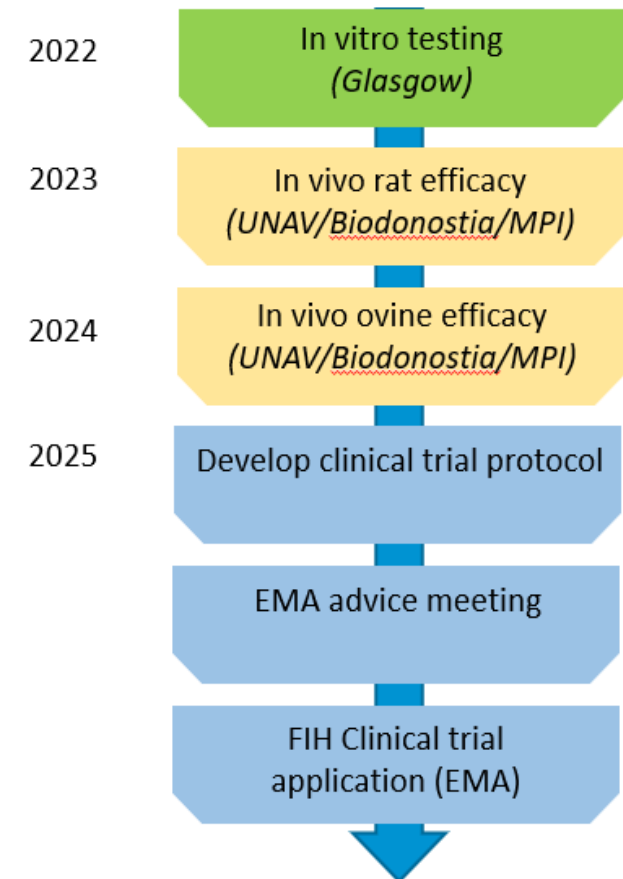 2022
In vitro testing
(Glasgow)
2023
In vivo rat efficacy
(UNAV/Biodonostia/MPI)
2024
In vivo ovine efficacy
(UNAV/Biodonostia/MPI)
2025
Develop clinical trial protocol
EMA advice meeting
FIH Clinical trial
application (EMA)